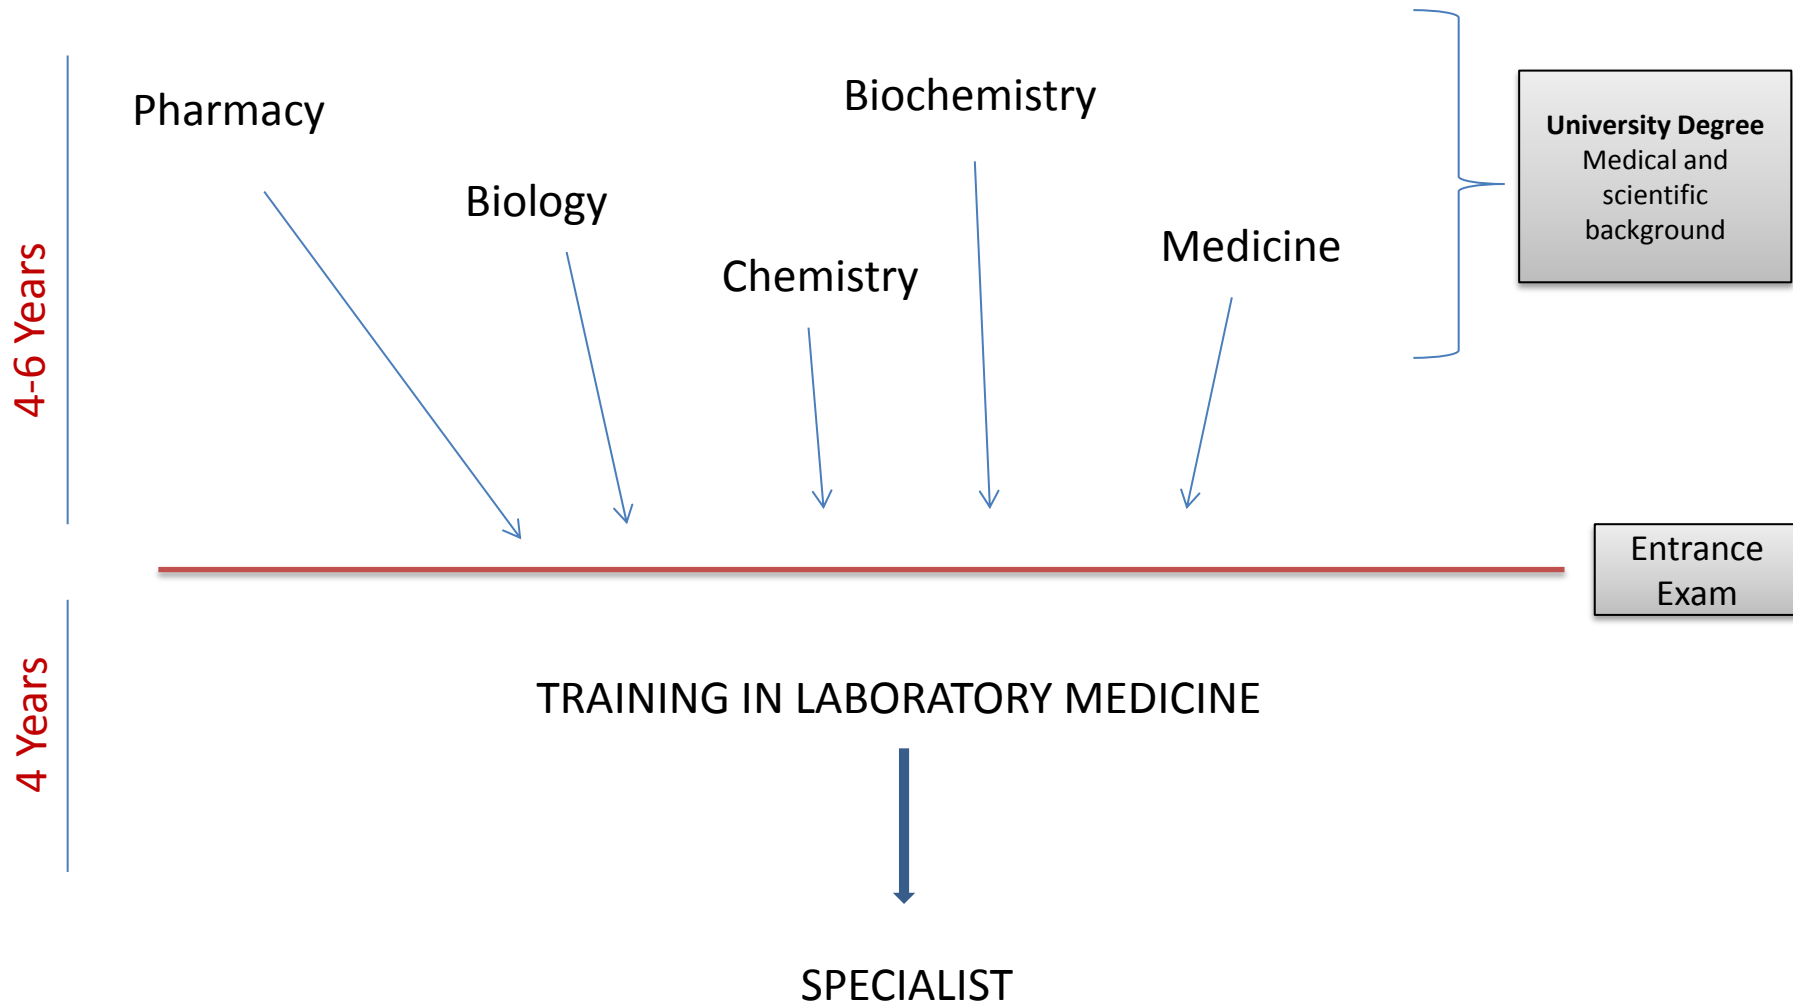 Pharmacy
Biology
Chemistry
Biochemistry
Medicine
University Degree
Medical and
scientific
background
4-6 Years
Entrance
Exam
4 Years
TRAINING IN LABORATORY MEDICINE
SPECIALIST